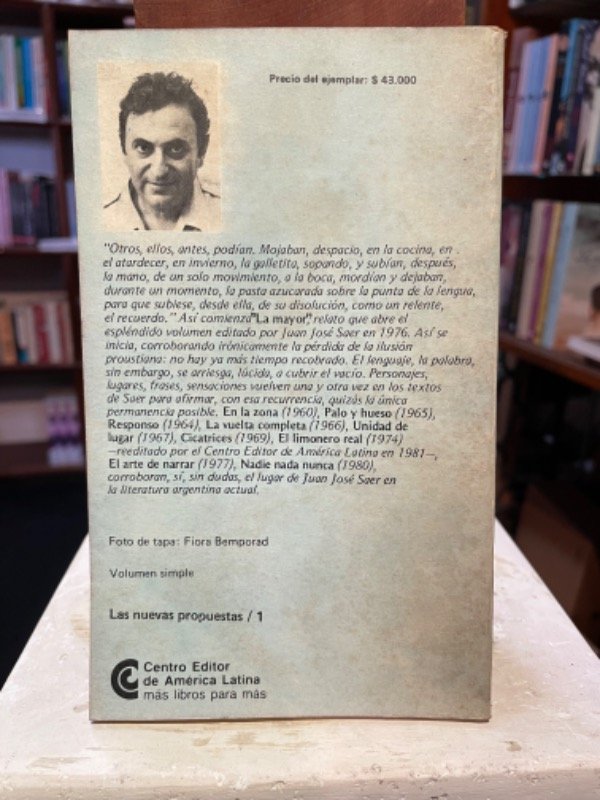 Precio del ejemplar: $ 43.000
"Otros, ellos, antes, podían. Mojaban, despacio, en la cocina, en
el atardecer, en invierno, la galletita, sopando, y subían, después,
la mano, de un solo movimiento, a la boca, mordían y dejaban,
durante un momento, la pasta azucarada sobre la punta de la lengua,
para que subiese, desde ella, de su disolución, como un relente,
el recuerdo." Así comienza "La mayor", relato que abre el
espléndido volumen editado por Juan José Saer en 1976. Así se
inicia, corroborando irónicamente la pérdida de la ilusión
proustiana: no hay ya más tiempo recobrado. El lenguaje, la palabra,
sin embargo, se arriesga, lúcida, a cubrir el vacío. Personajes,
lugares, frases, sensaciones vuelven una y otra vez en los textos
de Saer para afirmar, con esa recurrencia, quizás la única
permanencia posible. En la zona (1960), Palo y hueso (1965),
Responso (1964), La vuelta completa (1966), Unidad de
lugar (1967), Cicatrices (1969), El limonero real (1974)
—reeditado por el Centro Editor de América Latina en 1981—,
El arte de narrar (1977), Nadie nada nunca (1980),
corroboran, sí, sin dudas, el lugar de Juan José Saer en
la literatura argentina actual.
Foto de tapa: Fiora Bemporad
Volumen simple
Las nuevas propuestas / 1
Centro Editor
de América Latina
más libros para más